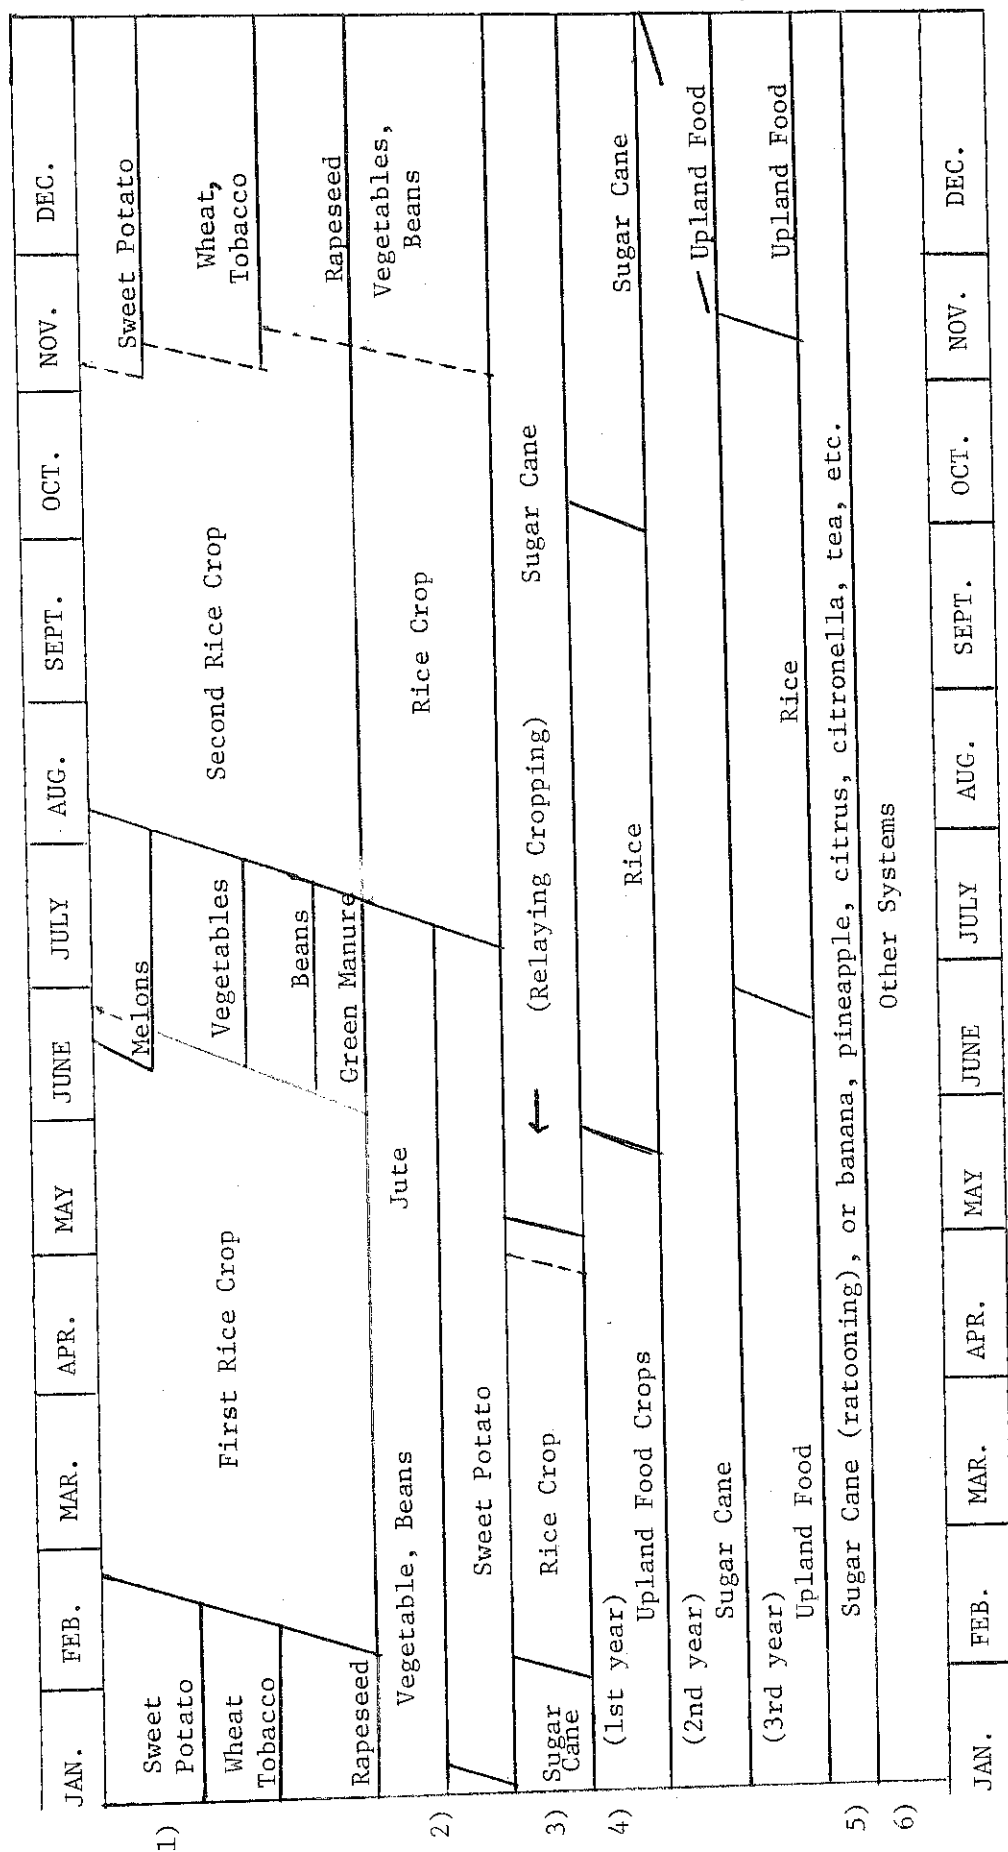 JAN. FEB. MAR. APR. MAY JUNE JULY AUG. SEPT. OCT. NOV. DEC.
1)
Sweet
Potato
Wheat
Tobacco
Rapeseed
First Rice Crop
Melons
Vegetables
Beans
Green Manure
Second Rice Crop
Sweet Potato
Wheat,
Tobacco
Rapeseed
2)
Vegetable, Beans
Jute
Sweet Potato
Rice Crop
Vegetables,
Beans
3)
Sugar
Cane
Rice Crop
(Relaying Cropping)
←
Sugar Cane
4)
(1st year)
Upland Food Crops
Rice
Sugar Cane
(2nd year)
Sugar Cane
Upland Food
(3rd year)
Upland Food
Rice
Upland Food
5)
Sugar Cane (ratooning), or banana, pineapple, citrus, citronella, tea, etc.
6)
Other Systems
JAN. FEB. MAR. APR. MAY JUNE JULY AUG. SEPT. OCT. NOV. DEC.